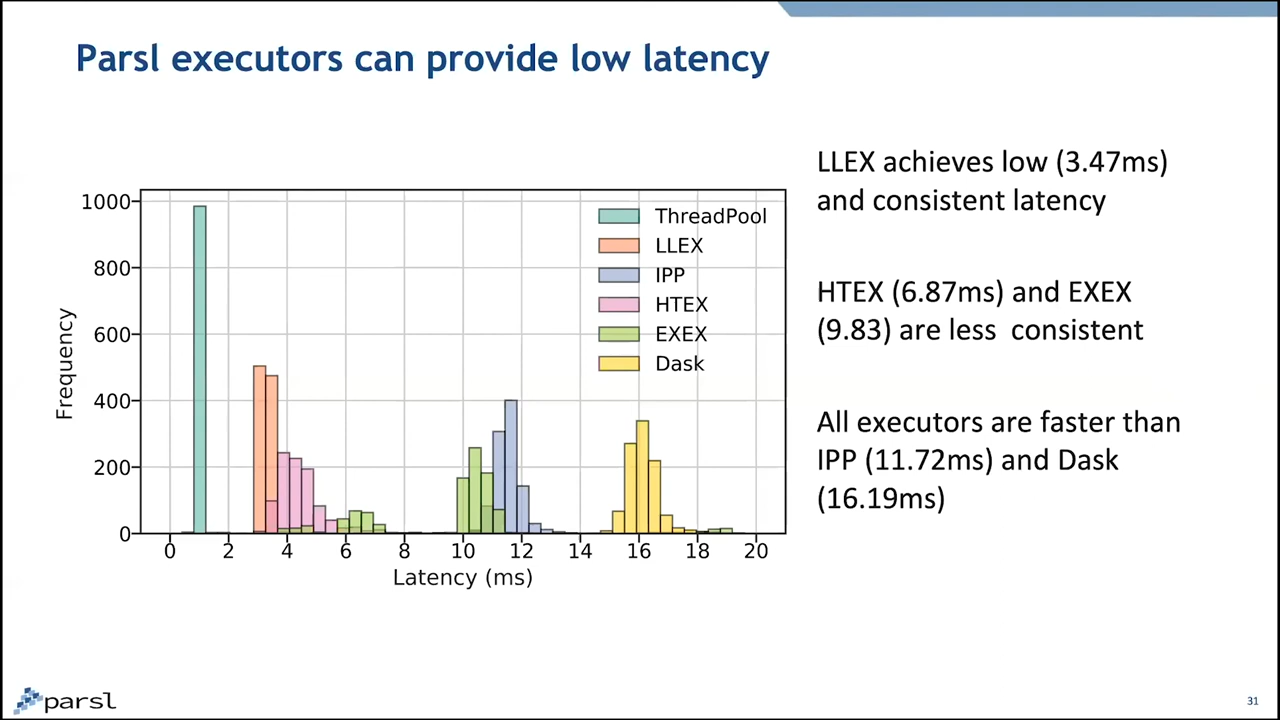 Parsl executors can provide low latency
LLEX achieves low (3.47ms)
and consistent latency
HTEX (6.87ms) and EXEX
(9.83) are less consistent
All executors are faster than
IPP (11.72ms) and Dask
(16.19ms)
Frequency
1000
800
600
400
200
0
0 2 4 6 8 10 12 14 16 18 20
Latency (ms)
ThreadPool
LLEX
IPP
HTEX
EXEX
Dask
parsl
31